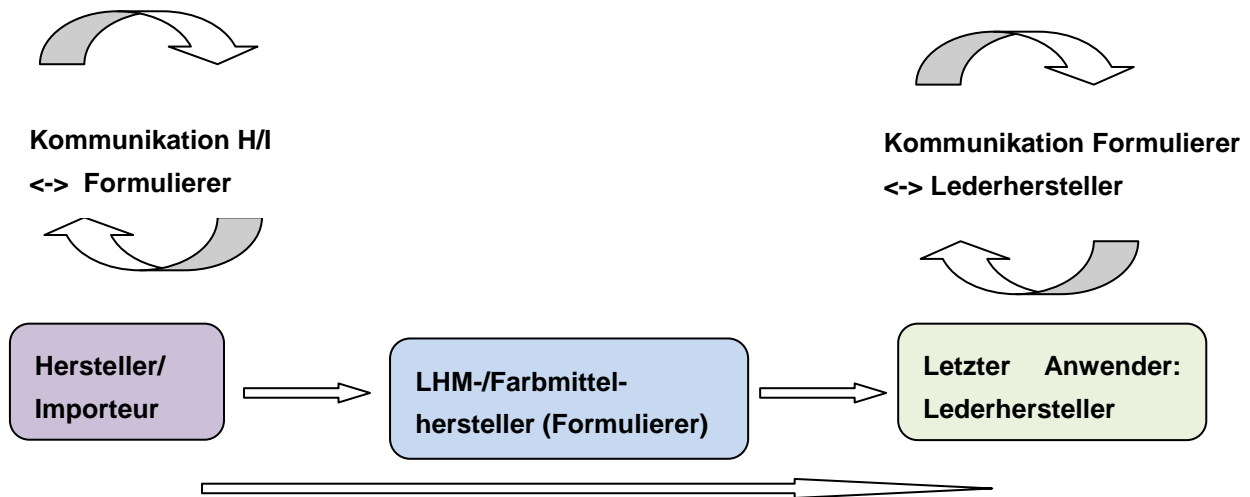 Kommunikation H/I
<-> Formulierer
Kommunikation Formulierer
<-> Lederhersteller
Hersteller/
Importeur
LHM-/Farbmittel-
hersteller (Formulierer)
Letzter Anwender:
Lederhersteller